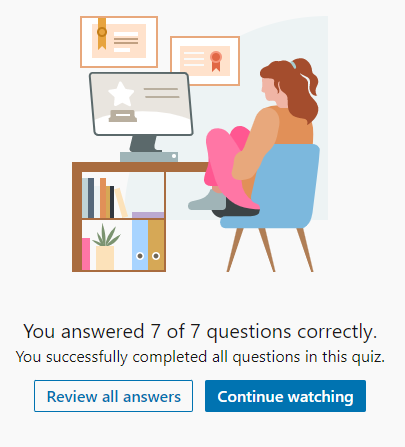 You answered 7 of 7 questions correctly.
You successfully completed all questions in this quiz.
Review all answers
Continue watching